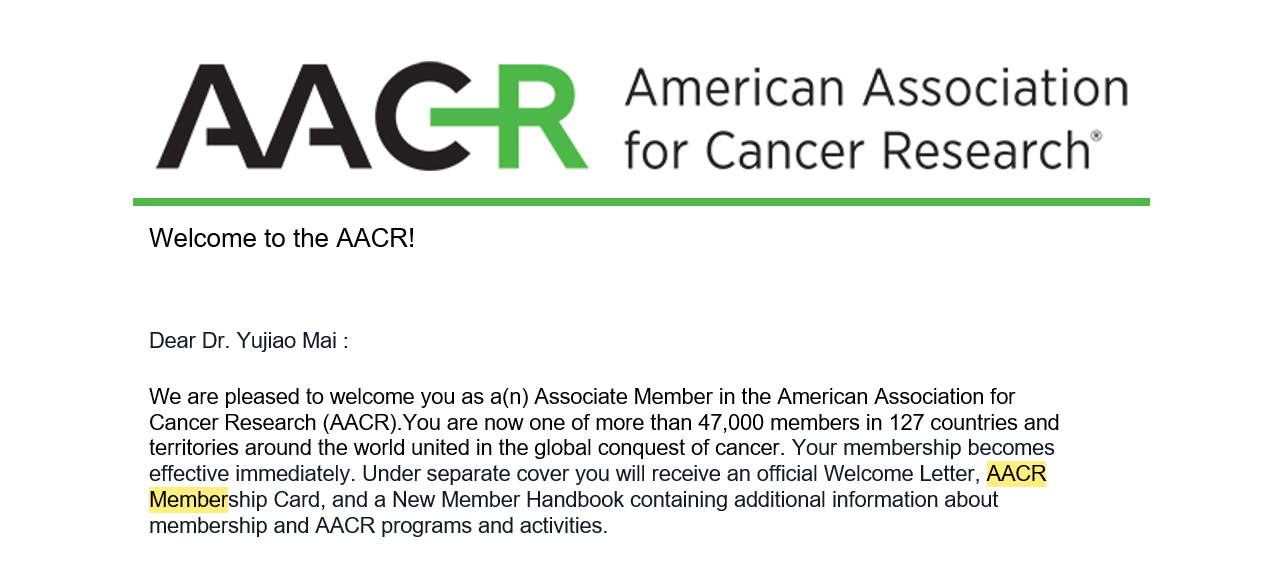 AACR American Association
for Cancer Research®
Welcome to the AACR!
Dear Dr. Yujiao Mai :
We are pleased to welcome you as a(n) Associate Member in the American Association for
Cancer Research (AACR).You are now one of more than 47,000 members in 127 countries and
territories around the world united in the global conquest of cancer. Your membership becomes
effective immediately. Under separate cover you will receive an official Welcome Letter, AACR
Membership Card, and a New Member Handbook containing additional information about
membership and AACR programs and activities.